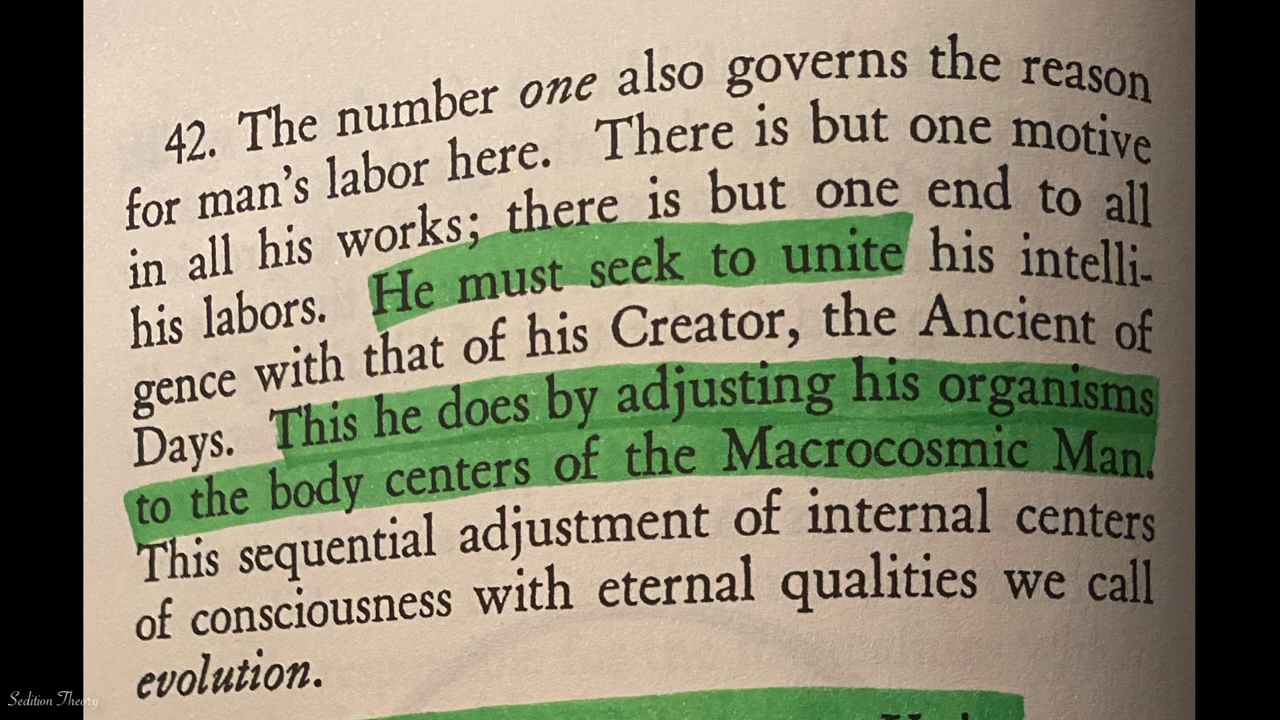 42. The number one also governs the reason
for man's labor here. There is but one motive
in all his works; there is but one end to all
his labors. He must seek to unite his intelli-
gence with that of his Creator, the Ancient of
Days. This he does by adjusting his organisms
to the body centers of the Macrocosmic Man.
This sequential adjustment of internal centers
of consciousness with eternal qualities we call
evolution.
Sedition Theory